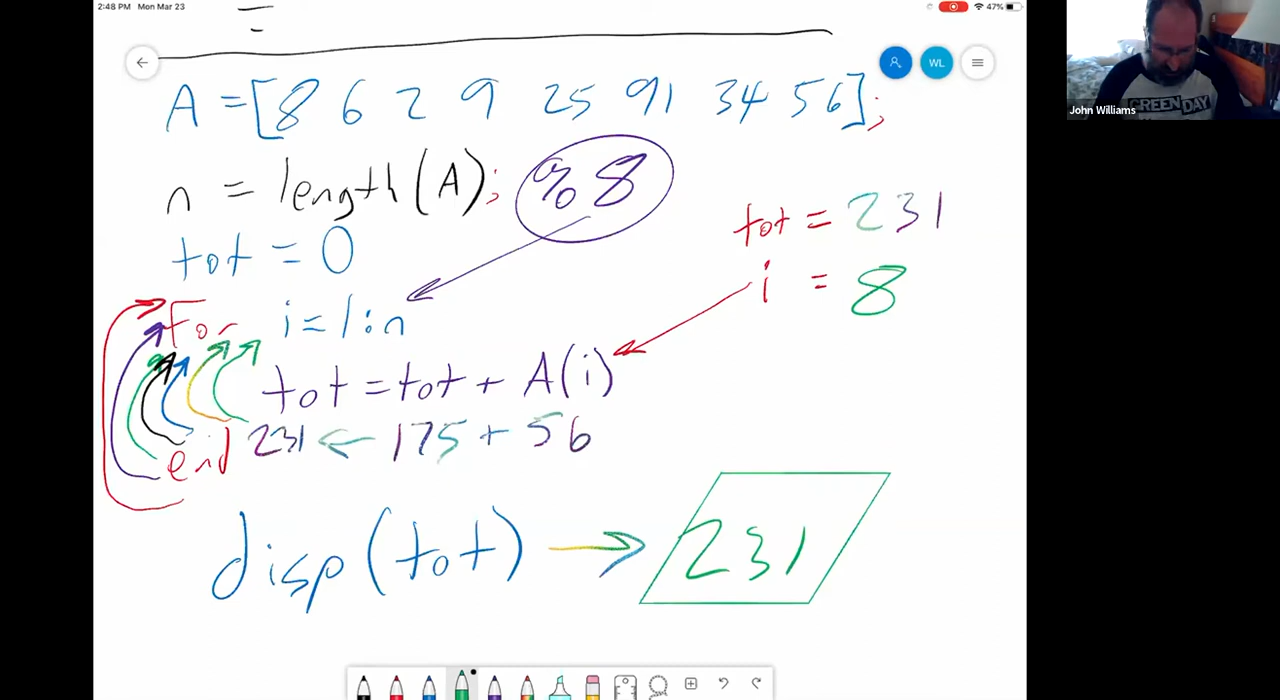 2:48 PM Mon Mar 23
47%
WL
A = [8 6 2 9 25 91 34 56];
n = length(A); %8
tot = 231
tot = 0
i = 8
For i = 1:n
tot = tot + A(i)
end 231 ← 175 + 56
disp(tot) → 231
John Williams
GREEN DAY